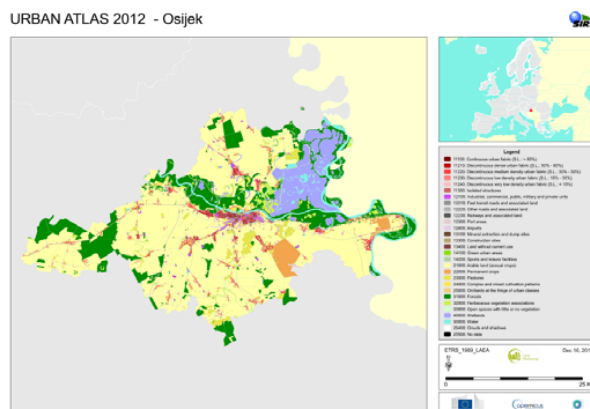 URBAN ATLAS 2012 - Osijek
Legend
11100 Continuous urban fabric (S.L. : > 80%)
11210 Discontinuous dense urban fabric (S.L. : 50% - 80%)
11220 Discontinuous medium density urban fabric (S.L. : 30% - 50%)
11230 Discontinuous low density urban fabric (S.L. : 10% - 30%)
11240 Discontinuous very low density urban fabric (S.L. : < 10%)
11300 Isolated structures
12100 Industrial, commercial, public, military and private units
12210 Fast transit roads and associated land
12220 Other roads and associated land
12230 Railways and associated land
12300 Port areas
12400 Airports
13100 Mineral extraction and dump sites
13300 Construction sites
13400 Land without current use
14100 Green urban areas
14200 Sports and leisure facilities
21000 Arable land (annual crops)
22000 Permanent crops
23000 Pastures
24000 Complex and mixed cultivation patterns
25000 Orchards at the fringe of urban classes
31000 Forests
32000 Herbaceous vegetation associations
33000 Open spaces with little or no vegetation
40000 Wetlands
50000 Water
Clouds and shadows
No data
ETRS_1989_LAEA
0
Copernicus